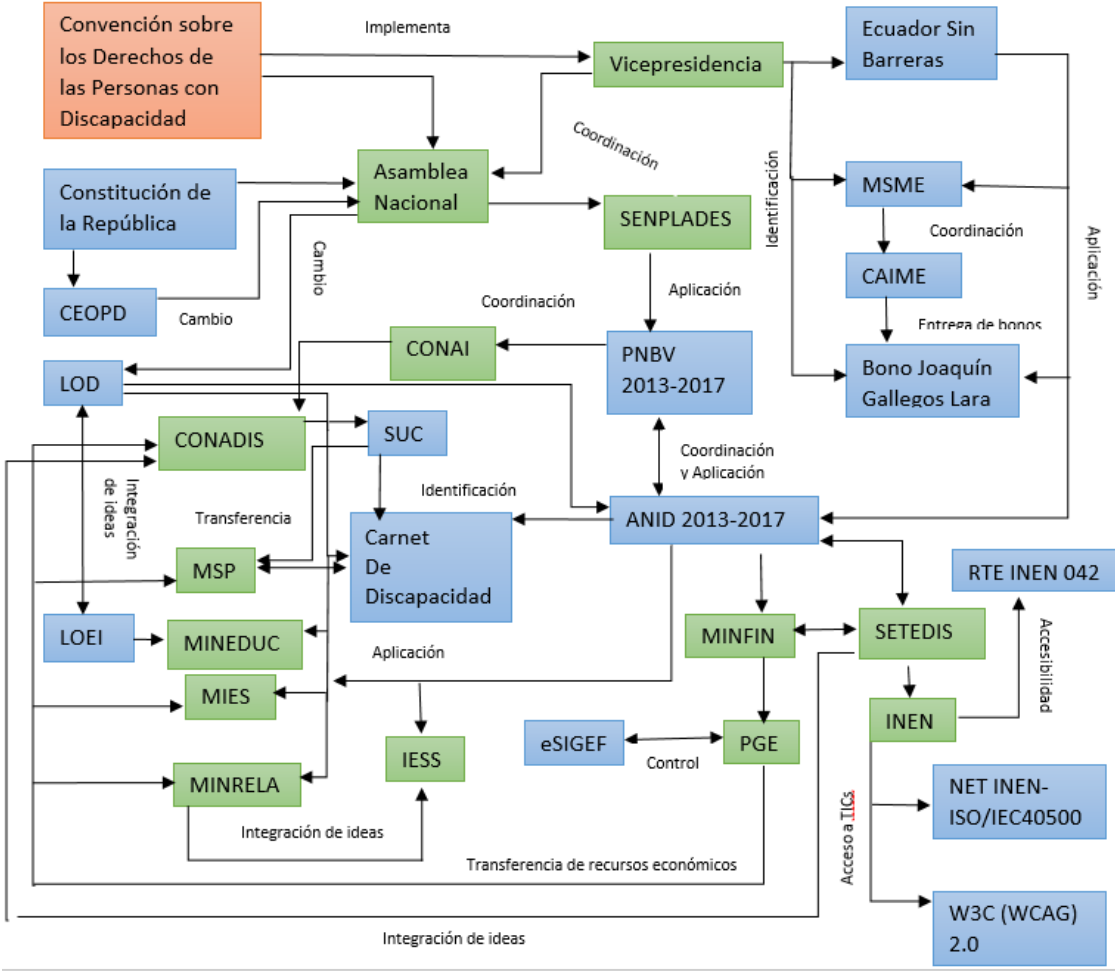 Convención sobre
los Derechos de
las Personas con
Discapacidad
Implementa
Vicepresidencia
Ecuador Sin
Barreras
Coordinación
Asamblea
Nacional
Constitución de
la República
SENPLADES
Identificación
MSME
Coordinación
Aplicación
CAIME
Entrega de bonos
Bono Joaquín
Gallegos Lara
CEOPD
Cambio
Cambio
Coordinación
Aplicación
CONAI
PNBV
2013-2017
LOD
CONADIS
SUC
Coordinación
y Aplicación
Integración
de ideas
Transferencia
Identificación
ANID 2013-2017
Carnet
De
Discapacidad
MSP
RTE INEN 042
LOEI
MINEDUC
MINFIN
SETEDIS
Accesibilidad
Aplicación
MIES
INEN
IESS
eSIGEF
Control
PGE
MINRELA
Integración de ideas
NET INEN-
ISO/IEC40500
Acceso a TICs
Transferencia de recursos económicos
W3C (WCAG)
2.0
Integración de ideas